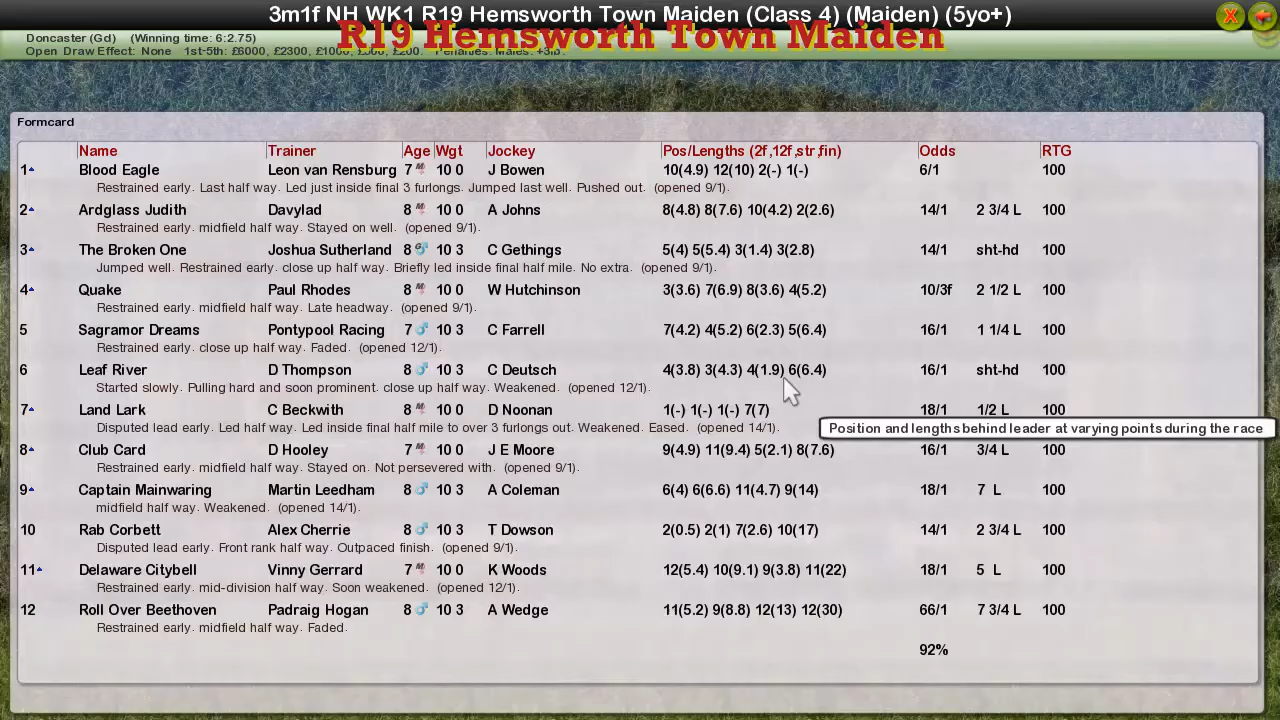 3m1f NH WK1 R19 Hemsworth Town Maiden (Class 4) (Maiden) (5yo+)
R19 Hemsworth Town Maiden
Doncaster (Gd) (Winning time: 6:2.75)
Open Draw Effect: None 1st-5th: £6000, £2300, £1000, £500, £200. Penalties: Males: +3lb.
Formcard
Name Trainer Age Wgt Jockey Pos/Lengths (2f,12f,str,fin) Odds RTG
1 Blood Eagle Leon van Rensburg 7 10 0 J Bowen 10(4.9) 12(10) 2(-) 1(-) 6/1 100
Restrained early. Last half way. Led just inside final 3 furlongs. Jumped last well. Pushed out. (opened 9/1).
2 Ardglass Judith Davylad 8 10 0 A Johns 8(4.8) 8(7.6) 10(4.2) 2(2.6) 14/1 2 3/4 L 100
Restrained early. midfield half way. Stayed on well. (opened 9/1).
3 The Broken One Joshua Sutherland 8 10 3 C Gethings 5(4) 5(5.4) 3(1.4) 3(2.8) 14/1 sht-hd 100
Jumped well. Restrained early. close up half way. Briefly led inside final half mile. No extra. (opened 9/1).
4 Quake Paul Rhodes 8 10 0 W Hutchinson 3(3.6) 7(6.9) 8(3.6) 4(5.2) 10/3f 2 1/2 L 100
Restrained early. midfield half way. Late headway. (opened 9/1).
5 Sagramor Dreams Pontypool Racing 7 10 3 C Farrell 7(4.2) 4(5.2) 6(2.3) 5(6.4) 16/1 1 1/4 L 100
Restrained early. close up half way. Faded. (opened 12/1).
6 Leaf River D Thompson 8 10 3 C Deutsch 4(3.8) 3(4.3) 4(1.9) 6(6.4) 16/1 sht-hd 100
Started slowly. Pulling hard and soon prominent. close up half way. Weakened. (opened 12/1).
7 Land Lark C Beckwith 8 10 0 D Noonan 1(-) 1(-) 1(-) 7(7) 18/1 1/2 L 100
Disputed lead early. Led half way. Led inside final half mile to over 3 furlongs out. Weakened. Eased. (opened 14/1).
Position and lengths behind leader at varying points during the race
8 Club Card D Hooley 7 10 0 J E Moore 9(4.9) 11(9.4) 5(2.1) 8(7.6) 16/1 3/4 L 100
Restrained early. midfield half way. Stayed on. Not persevered with. (opened 9/1).
9 Captain Mainwaring Martin Leedham 8 10 3 A Coleman 6(4) 6(6.6) 11(4.7) 9(14) 18/1 7 L 100
midfield half way. Weakened. (opened 14/1).
10 Rab Corbett Alex Cherrie 8 10 3 T Dowson 2(0.5) 2(1) 7(2.6) 10(17) 14/1 2 3/4 L 100
Disputed lead early. Front rank half way. Outpaced finish. (opened 9/1).
11 Delaware Citybell Vinny Gerrard 7 10 0 K Woods 12(5.4) 10(9.1) 9(3.8) 11(22) 18/1 5 L 100
Restrained early. mid-division half way. Soon weakened. (opened 12/1).
12 Roll Over Beethoven Padraig Hogan 8 10 3 A Wedge 11(5.2) 9(8.8) 12(13) 12(30) 66/1 7 3/4 L 100
Restrained early. midfield half way. Faded.
92%